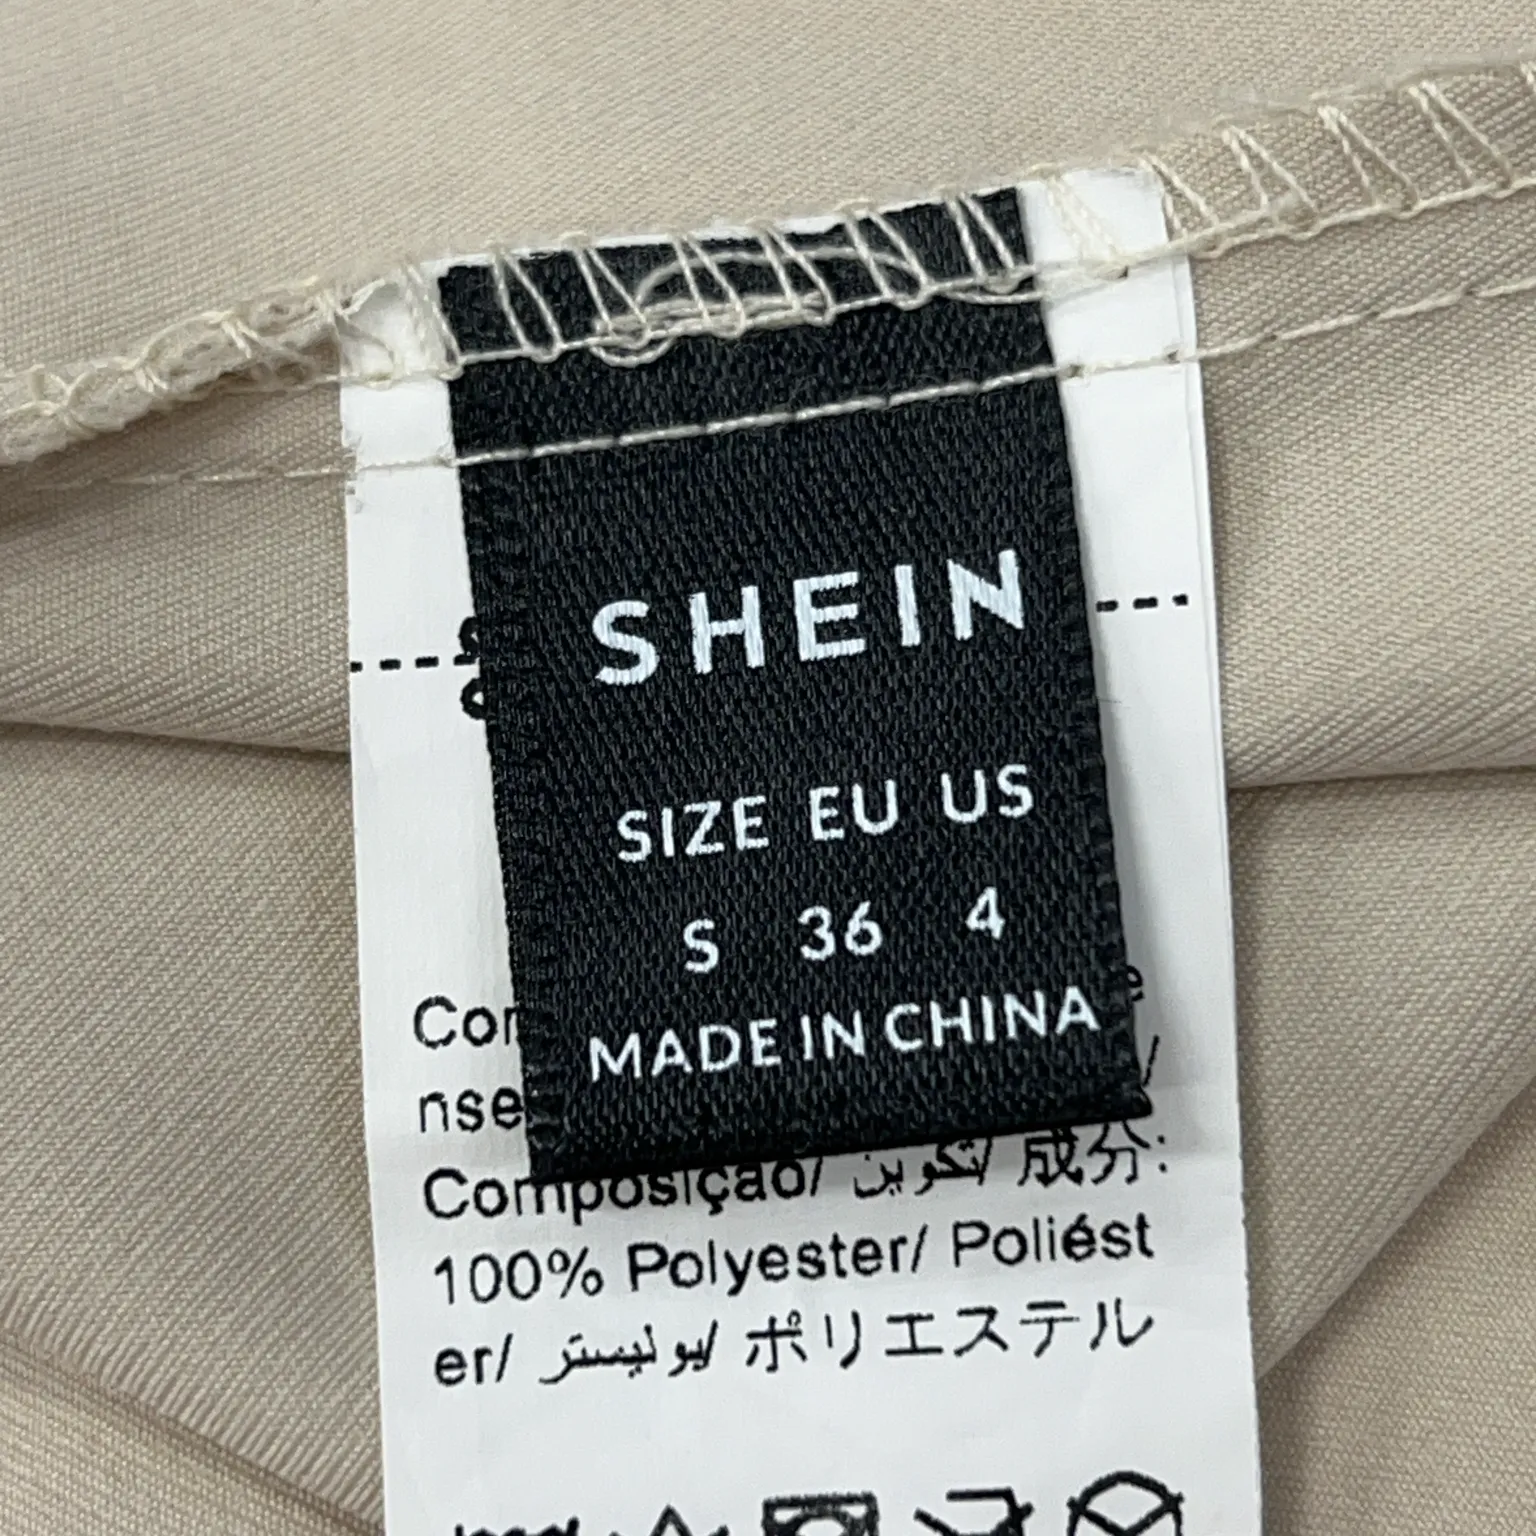 SHEIN
SIZE EU US
S 36 4
MADE IN CHINA
Composição/ تكوين/ 成分:
100% Polyester/ Poliést
er/ بوليستر/ ポリエステル